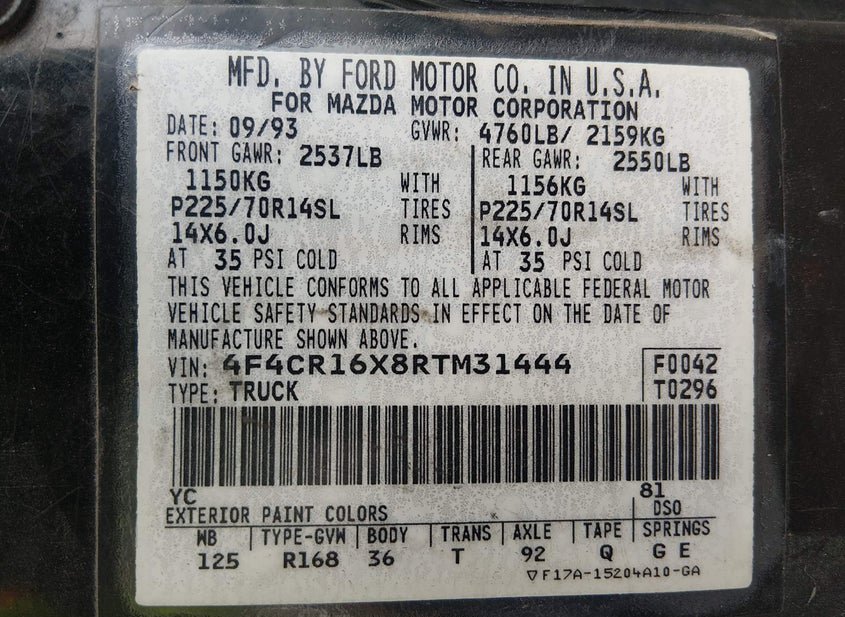 MFD. BY FORD MOTOR CO. IN U.S.A.
FOR MAZDA MOTOR CORPORATION
DATE: 09/93 GVWR: 4760LB/ 2159KG
FRONT GAWR: 2537LB REAR GAWR: 2550LB
1150KG WITH 1156KG WITH
P225/70R14SL TIRES P225/70R14SL TIRES
14X6.0J RIMS 14X6.0J RIMS
AT 35 PSI COLD AT 35 PSI COLD
THIS VEHICLE CONFORMS TO ALL APPLICABLE FEDERAL MOTOR
VEHICLE SAFETY STANDARDS IN EFFECT ON THE DATE OF
MANUFACTURE SHOWN ABOVE.
VIN: 4F4CR16X8RTM31444 F0042
TYPE: TRUCK T0296
YC 81
EXTERIOR PAINT COLORS DSO
WB TYPE-GVW BODY TRANS AXLE TAPE SPRINGS
125 R168 36 T 92 Q G E
▽F17A-15204A10-GA